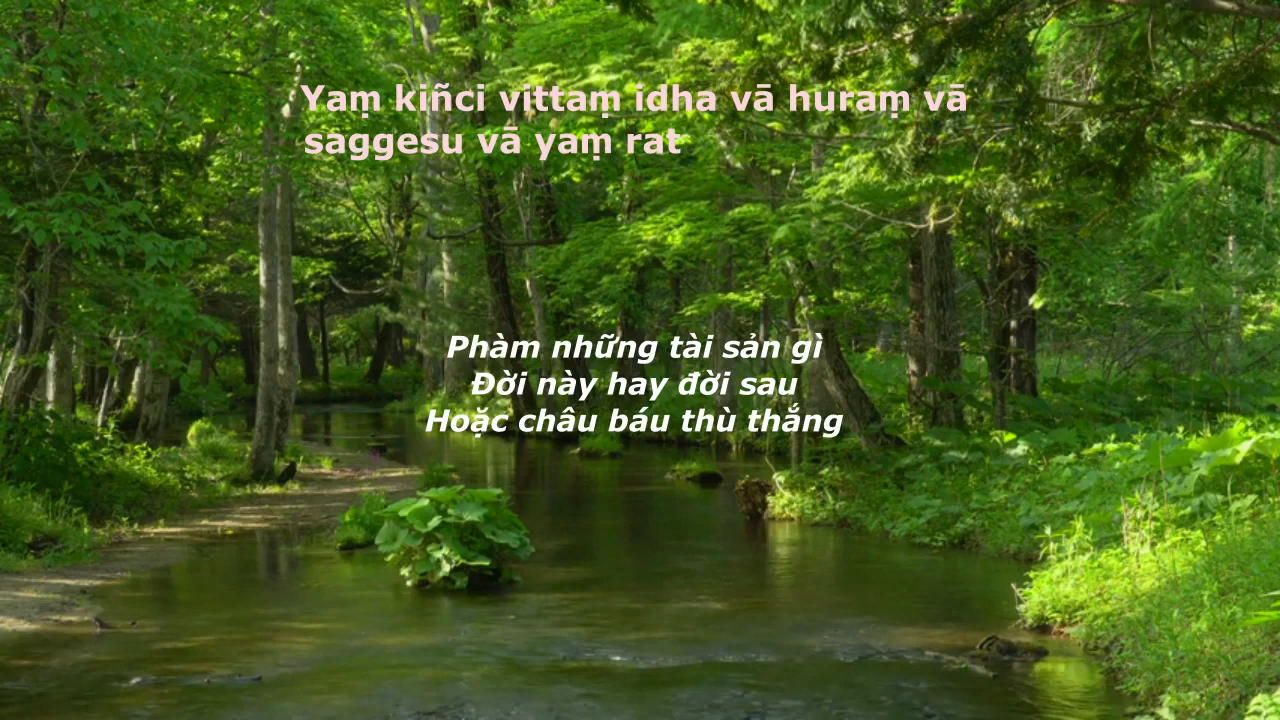 Yaṃ kiñci vittaṃ idha vā huraṃ vā
saggesu vā yaṃ rat
Phàm những tài sản gì
Đời này hay đời sau
Hoặc châu báu thù thắng